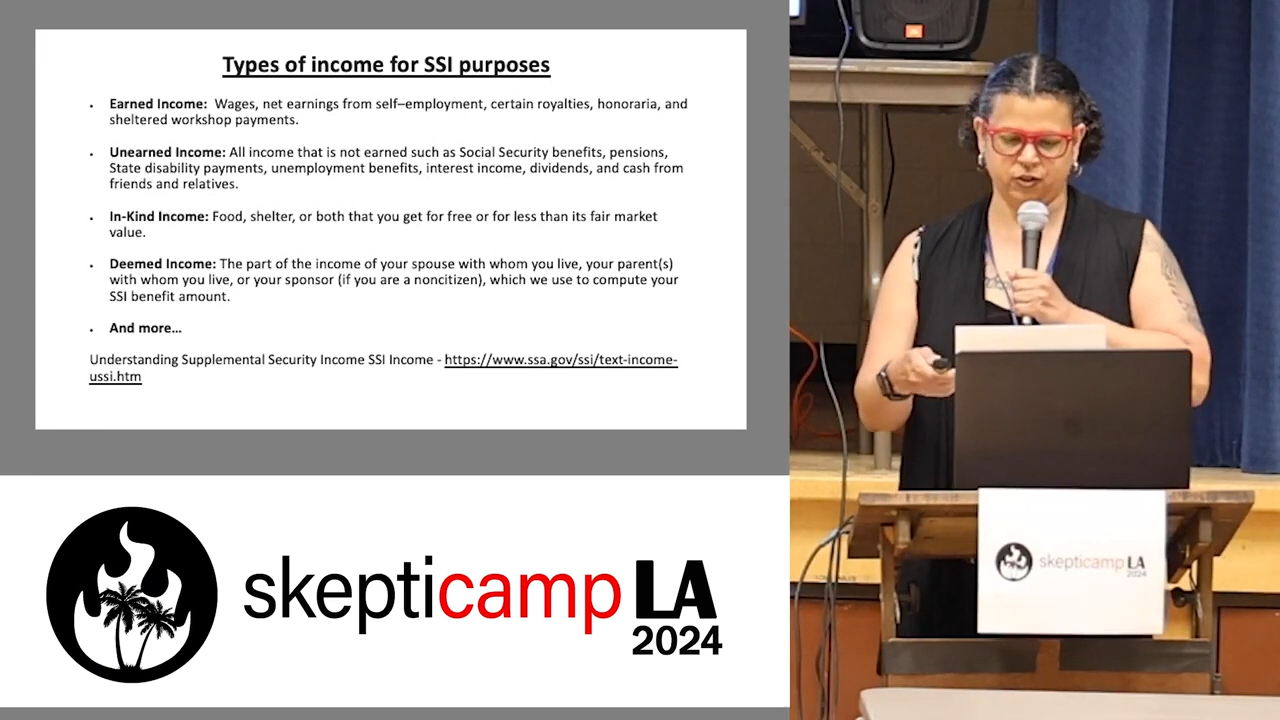 Types of income for SSI purposes
• Earned Income: Wages, net earnings from self–employment, certain royalties, honoraria, and
sheltered workshop payments.
• Unearned Income: All income that is not earned such as Social Security benefits, pensions,
State disability payments, unemployment benefits, interest income, dividends, and cash from
friends and relatives.
• In-Kind Income: Food, shelter, or both that you get for free or for less than its fair market
value.
• Deemed Income: The part of the income of your spouse with whom you live, your parent(s)
with whom you live, or your sponsor (if you are a noncitizen), which we use to compute your
SSI benefit amount.
• And more...
Understanding Supplemental Security Income SSI Income - https://www.ssa.gov/ssi/text-income-
ussi.htm
skepticamp LA
2024
JBL
skepticamp LA
2024